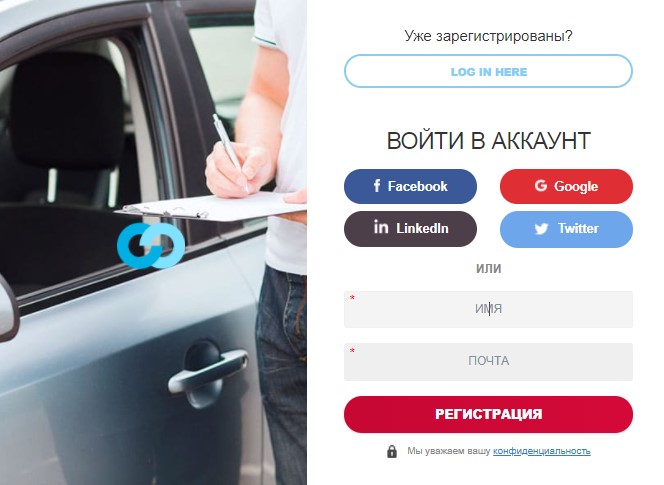 Уже зарегистрированы?
LOG IN HERE
ВОЙТИ В АККАУНТ
Facebook
Google
LinkedIn
Twitter
ИЛИ
* ИМЯ
* ПОЧТА
РЕГИСТРАЦИЯ
Мы уважаем вашу конфиденциальность